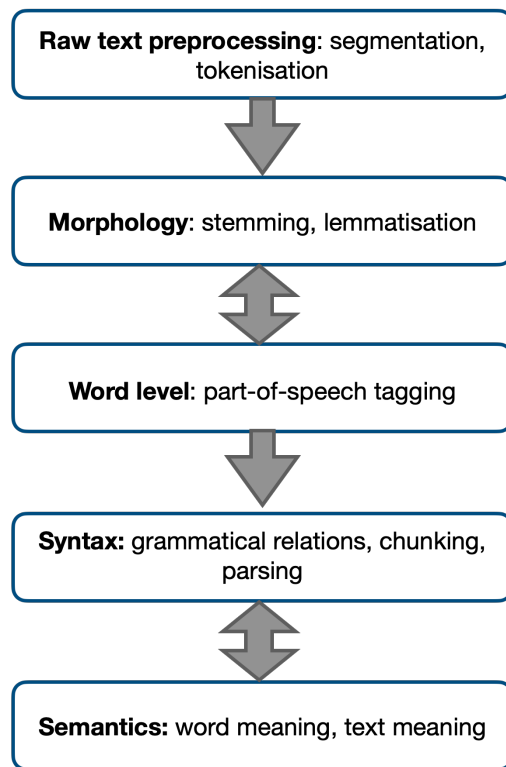 Raw text preprocessing: segmentation,
tokenisation
Morphology: stemming, lemmatisation
Word level: part-of-speech tagging
Syntax: grammatical relations, chunking,
parsing
Semantics: word meaning, text meaning